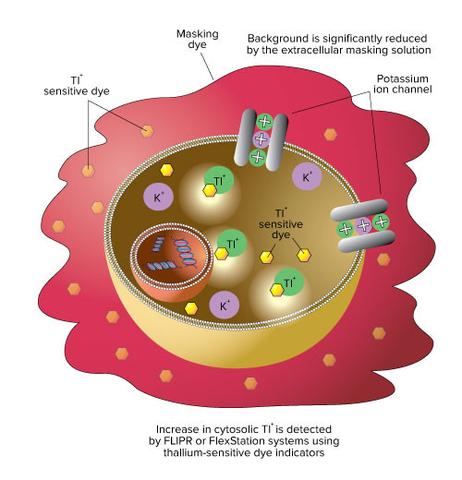 Masking
dye
Background is significantly reduced
by the extracellular masking solution
Tl⁺
sensitive dye
Potassium
ion channel
+
+
+
K⁺
Tl⁺
K⁺
+ + +
Tl⁺
sensitive
dye
Tl⁺
Tl⁺
K⁺
Increase in cytosolic Tl⁺ is detected
by FLIPR or FlexStation systems using
thallium-sensitive dye indicators